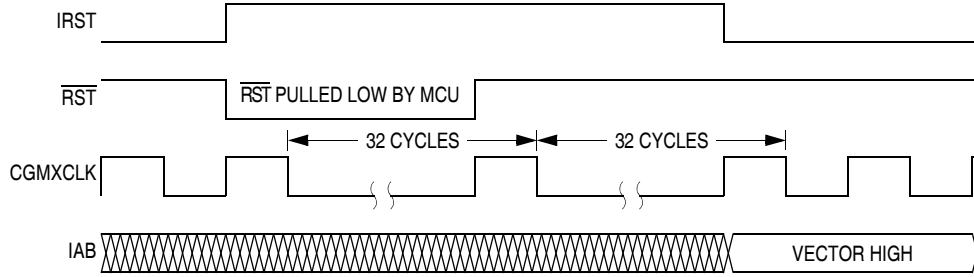 IRST
RST
RST PULLED LOW BY MCU
32 CYCLES
32 CYCLES
CGMXCLK
IAB
VECTOR HIGH